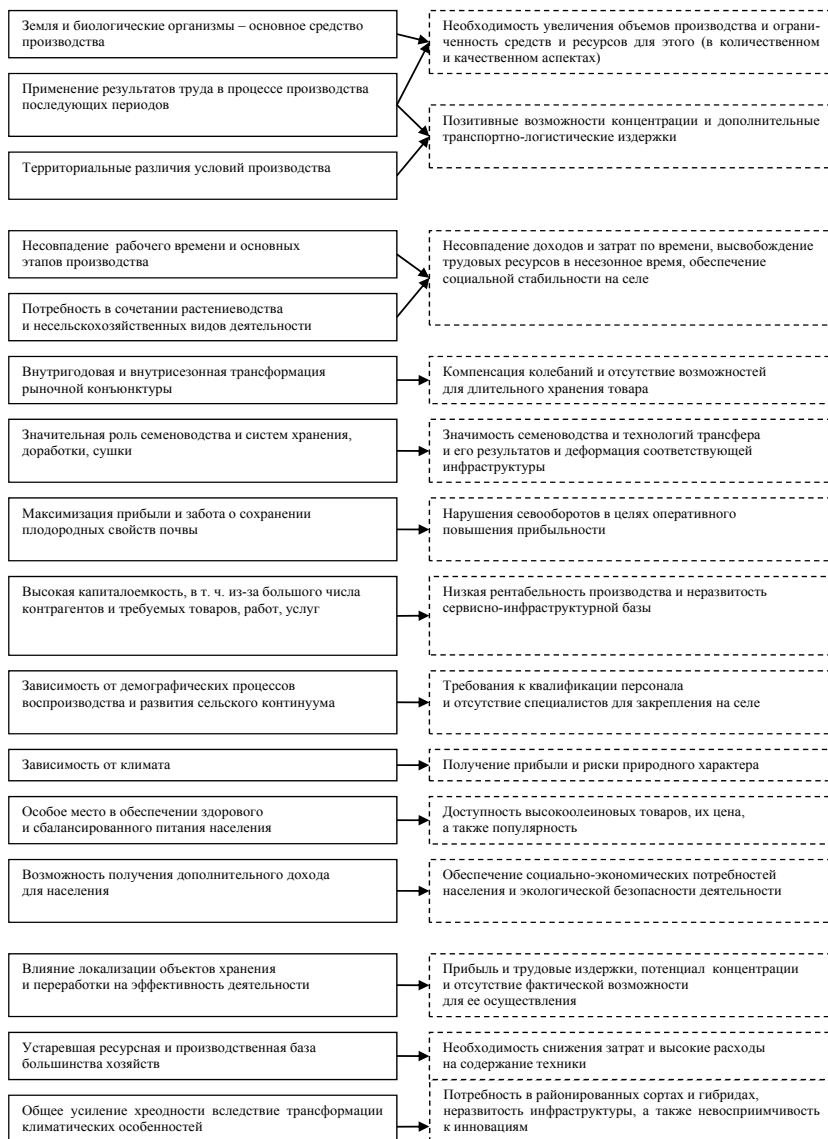 Земля и биологические организмы – основное средство
производства
Необходимость увеличения объемов производства и ограни-
ченность средств и ресурсов для этого (в количественном
и качественном аспектах)
Применение результатов труда в процессе производства
последующих периодов
Позитивные возможности концентрации и дополнительные
транспортно-логистические издержки
Территориальные различия условий производства
Несовпадение рабочего времени и основных
этапов производства
Несовпадение доходов и затрат по времени, высвобождение
трудовых ресурсов в несезонное время, обеспечение
социальной стабильности на селе
Потребность в сочетании растениеводства
и несельскохозяйственных видов деятельности
Внутригодовая и внутрисезонная трансформация
рыночной конъюнктуры
Компенсация колебаний и отсутствие возможностей
для длительного хранения товара
Значительная роль семеноводства и систем хранения,
доработки, сушки
Значимость семеноводства и технологий трансфера
и его результатов и деформация соответствующей
инфраструктуры
Максимизация прибыли и забота о сохранении
плодородных свойств почвы
Нарушения севооборотов в целях оперативного
повышения прибыльности
Высокая капиталоемкость, в т. ч. из-за большого числа
контрагентов и требуемых товаров, работ, услуг
Низкая рентабельность производства и неразвитость
сервисно-инфраструктурной базы
Зависимость от демографических процессов
воспроизводства и развития сельского континуума
Требования к квалификации персонала
и отсутствие специалистов для закрепления на селе
Зависимость от климата
Получение прибыли и риски природного характера
Особое место в обеспечении здорового
и сбалансированного питания населения
Доступность высокоолеиновых товаров, их цена,
а также популярность
Возможность получения дополнительного дохода
для населения
Обеспечение социально-экономических потребностей
населения и экологической безопасности деятельности
Влияние локализации объектов хранения
и переработки на эффективность деятельности
Прибыль и трудовые издержки, потенциал концентрации
и отсутствие фактической возможности
для ее осуществления
Устаревшая ресурсная и производственная база
большинства хозяйств
Необходимость снижения затрат и высокие расходы
на содержание техники
Общее усиление хреодности вследствие трансформации
климатических особенностей
Потребность в районированных сортах и гибридах,
неразвитость инфраструктуры, а также невосприимчивость
к инновациям